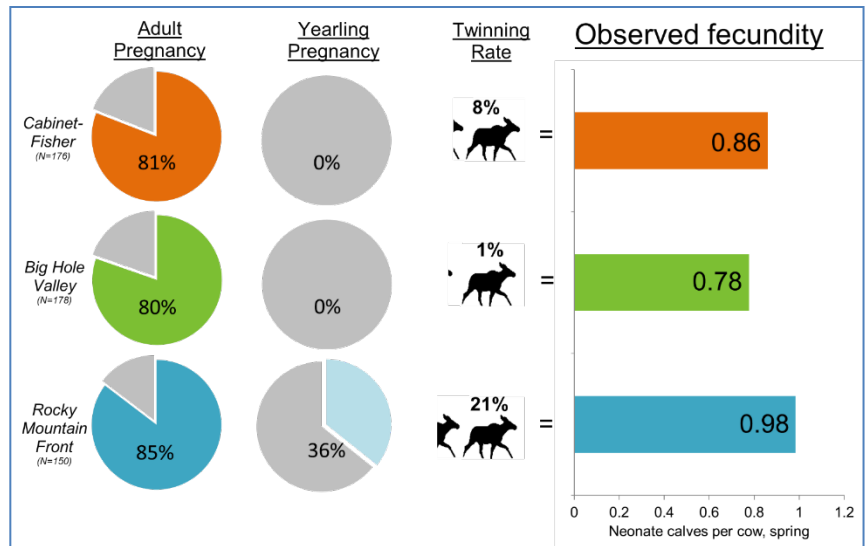 Adult
Pregnancy
Yearling
Pregnancy
Twinning
Rate
Observed fecundity
Cabinet-
Fisher
(N=176)
81%
0%
8%
=
0.86
Big Hole
Valley
(N=178)
80%
0%
1%
=
0.78
Rocky
Mountain
Front
(N=150)
85%
36%
21%
=
0.98
0 0.2 0.4 0.6 0.8 1 1.2
Neonate calves per cow, spring